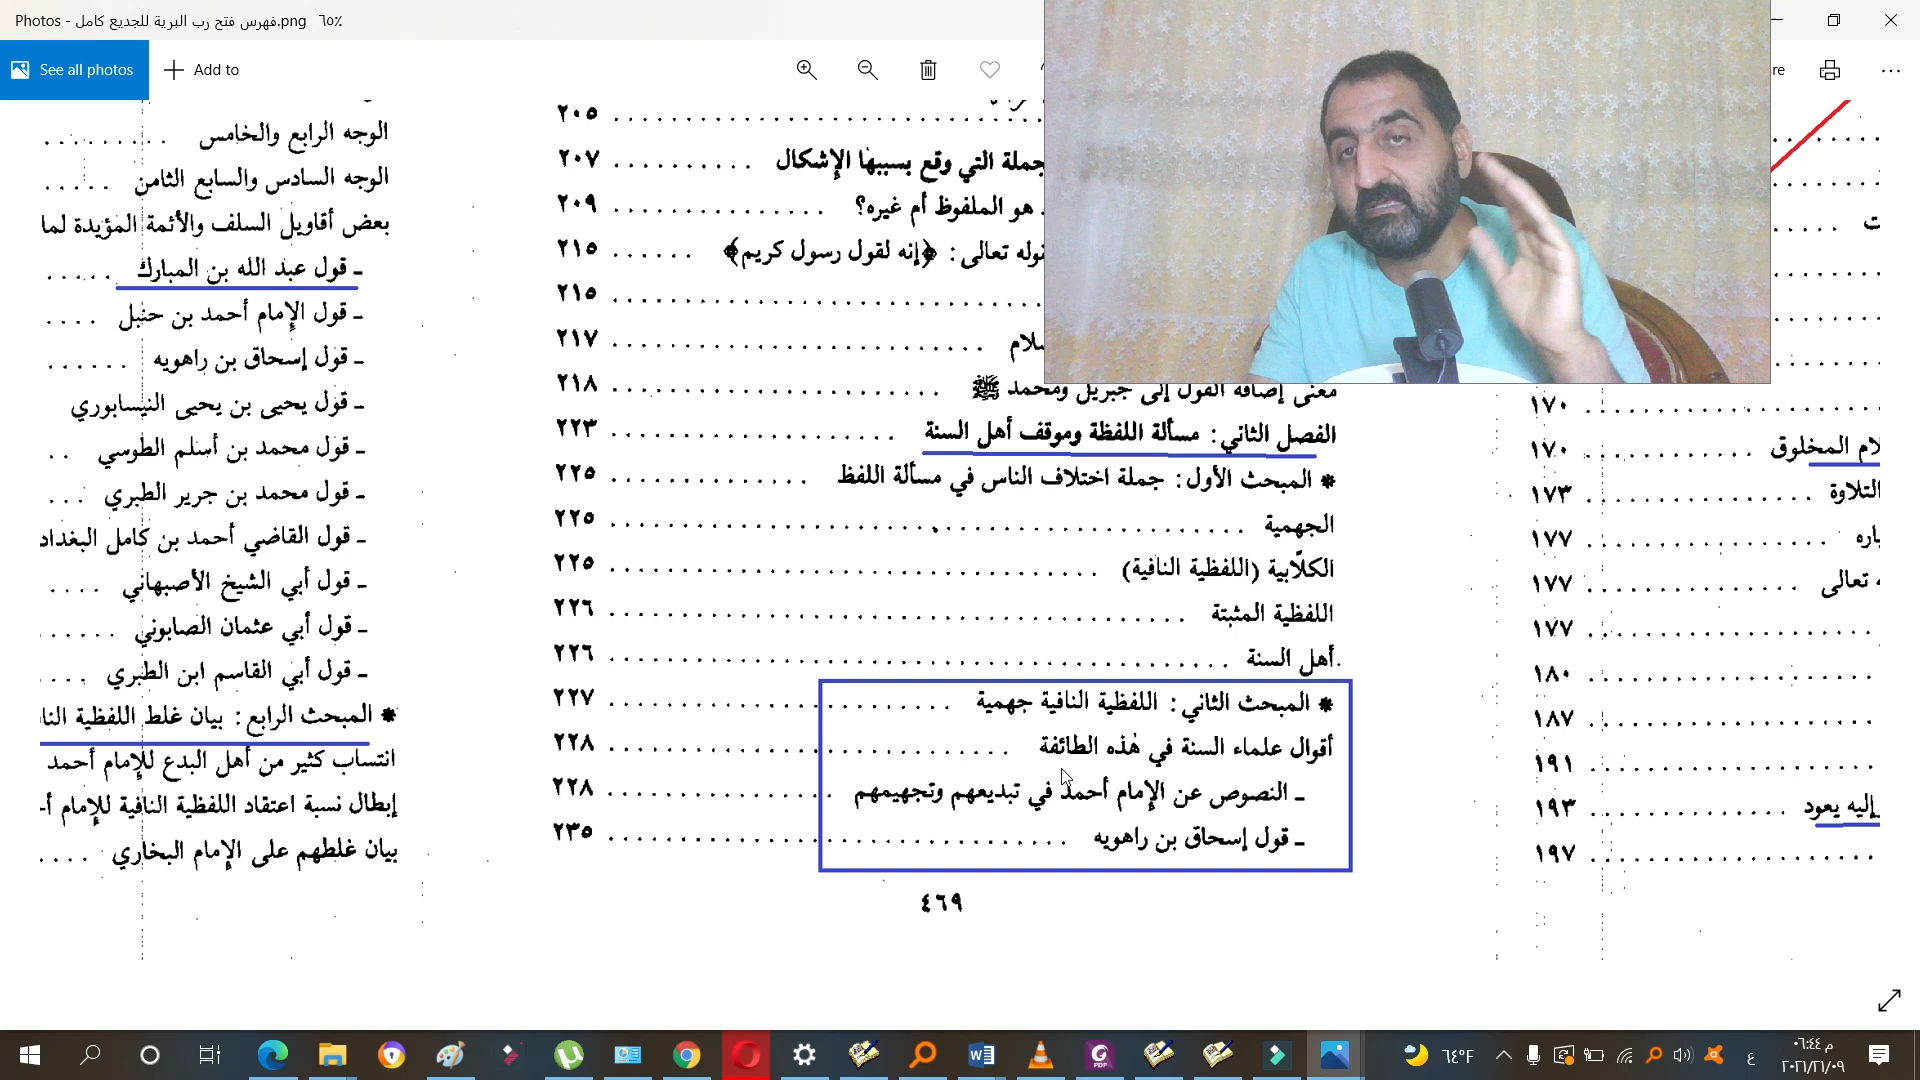 Photos - فهرس فتح رب البرية للجديع كامل.png ٦٥٪
See all photos
Add to
re
٢٠٥
جملة التي وقع بسببها الإشكال ٢٠٧
هو الملفوظ أم غيره؟ ٢٠٩
قوله تعالى: ﴿إنه لقول رسول كريم﴾ ٢١٥
٢١٥
٢١٧
معنى إضافة القول إلى جبريل ومحمد ﷺ ٢١٨
الفصل الثاني: مسألة اللفظة وموقف أهل السنة ٢٢٣
* المبحث الأول: جملة اختلاف الناس في مسألة اللفظ ٢٢٥
الجهمية ٢٢٥
الكلّابية (اللفظية النافية) ٢٢٥
اللفظية المثبتة ٢٢٦
أهل السنة ٢٢٦
* المبحث الثاني: اللفظية النافية جهمية ٢٢٧
أقوال علماء السنة في هٰذه الطائفة ٢٢٨
ـ النصوص عن الإمام أحمد في تبديعهم وتجهيمهم ٢٢٨
ـ قول إسحاق بن راهويه ٢٣٥
٤٦٩
١٧٠
لام المخلوق ١٧٠
التلاوة ١٧٣
١٧٧
ه تعالى ١٧٧
١٧٧
١٨٠
١٨٧
١٩١
إليه يعود ١٩٣
١٩٧
الوجه الرابع والخامس
الوجه السادس والسابع الثامن
بعض أقاويل السلف والأئمة المؤيدة لما
ـ قول عبد الله بن المبارك
ـ قول الإمام أحمد بن حنبل
ـ قول إسحاق بن راهويه
ـ قول يحيى بن يحيى النيسابوري
ـ قول محمد بن أسلم الطوسي
ـ قول محمد بن جرير الطبري
ـ قول القاضي أحمد بن كامل البغداد
ـ قول أبي الشيخ الأصبهاني
ـ قول أبي عثمان الصابوني
ـ قول أبي القاسم ابن الطبري
* المبحث الرابع: بيان غلط اللفظية النا
انتساب كثير من أهل البدع للإمام أحمد
إبطال نسبة اعتقاد اللفظية النافية للإمام أ
بيان غلطهم على الإمام البخاري
٦٤°F
ع
٠٦:٤٤ م
٢٠٢١/٢١/٠٩